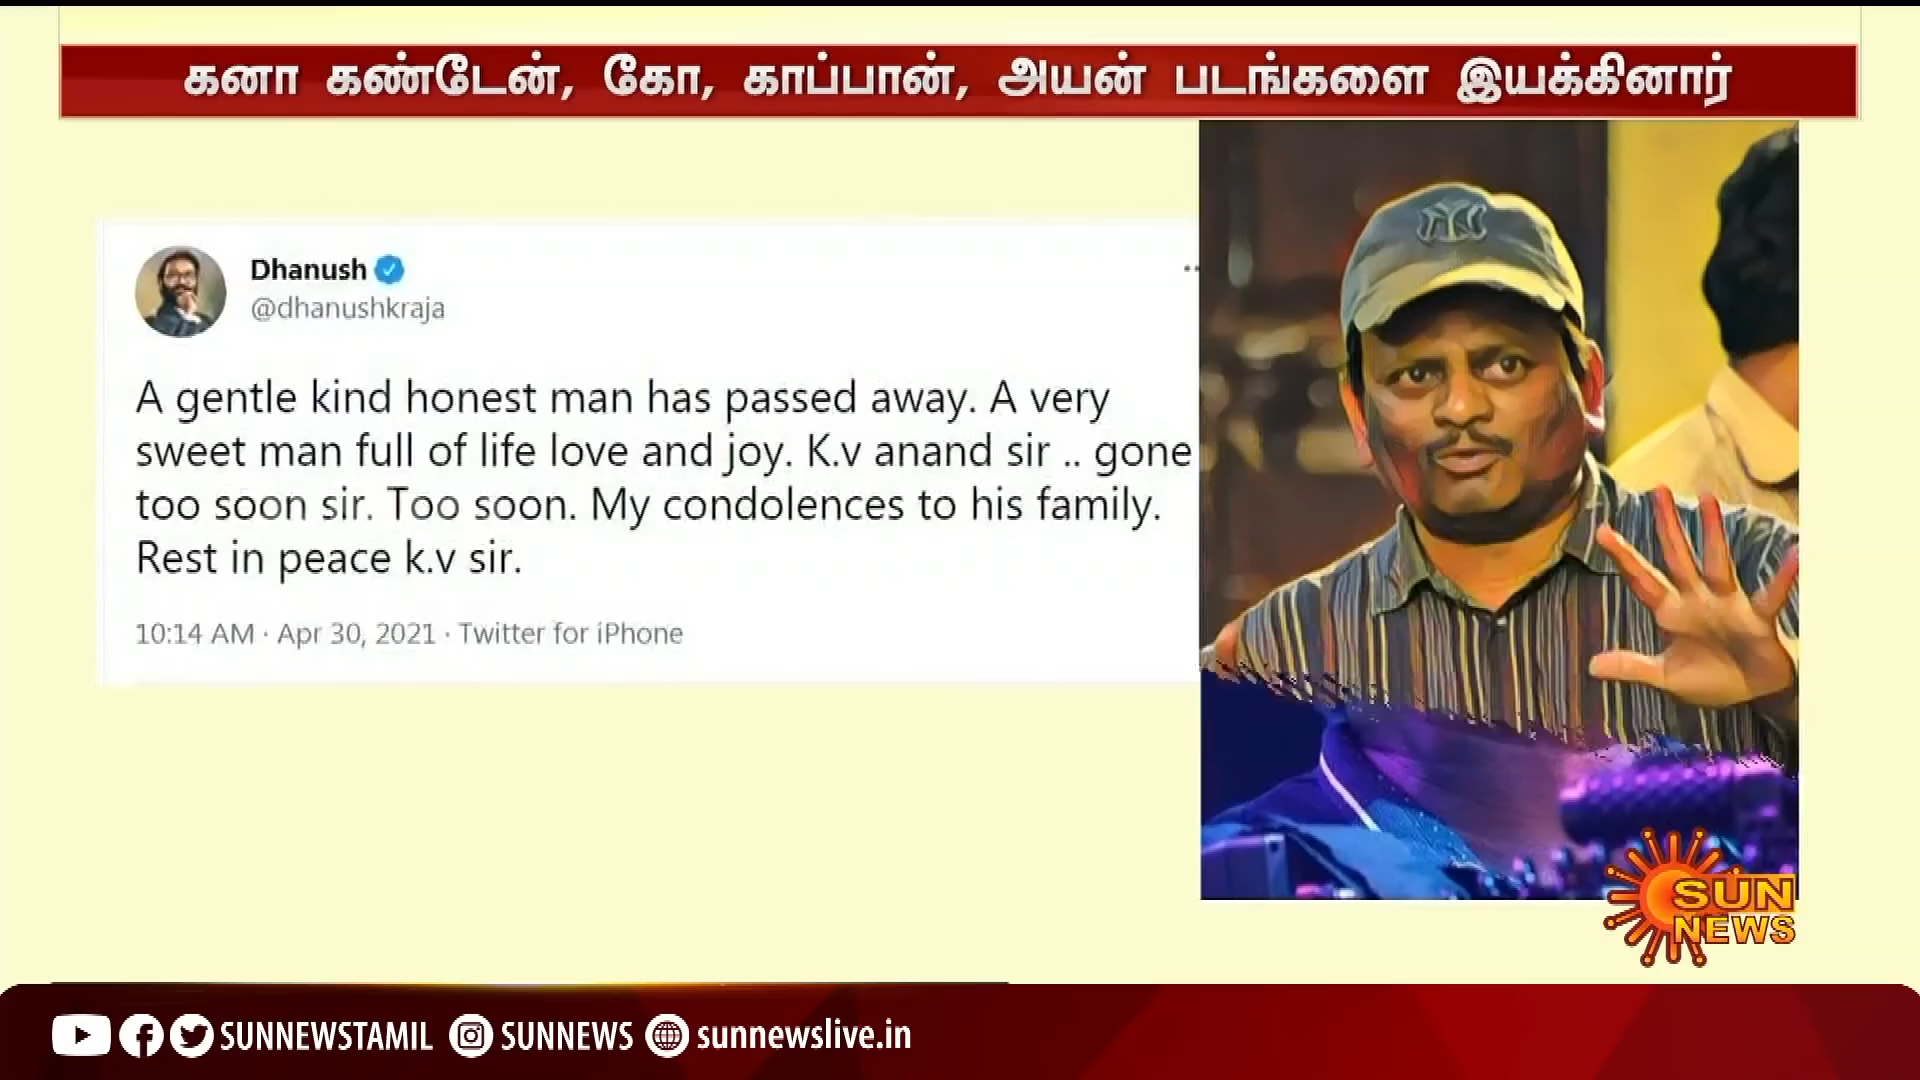 கனா கண்டேன், கோ, காப்பான், அயன் படங்களை இயக்கினார்
Dhanush
@dhanushkraja
A gentle kind honest man has passed away. A very
sweet man full of life love and joy. K.v anand sir .. gone
too soon sir. Too soon. My condolences to his family.
Rest in peace k.v sir.
10:14 AM · Apr 30, 2021 · Twitter for iPhone
NY
SUN
NEWS
SUNNEWSTAMIL SUNNEWS sunnewslive.in